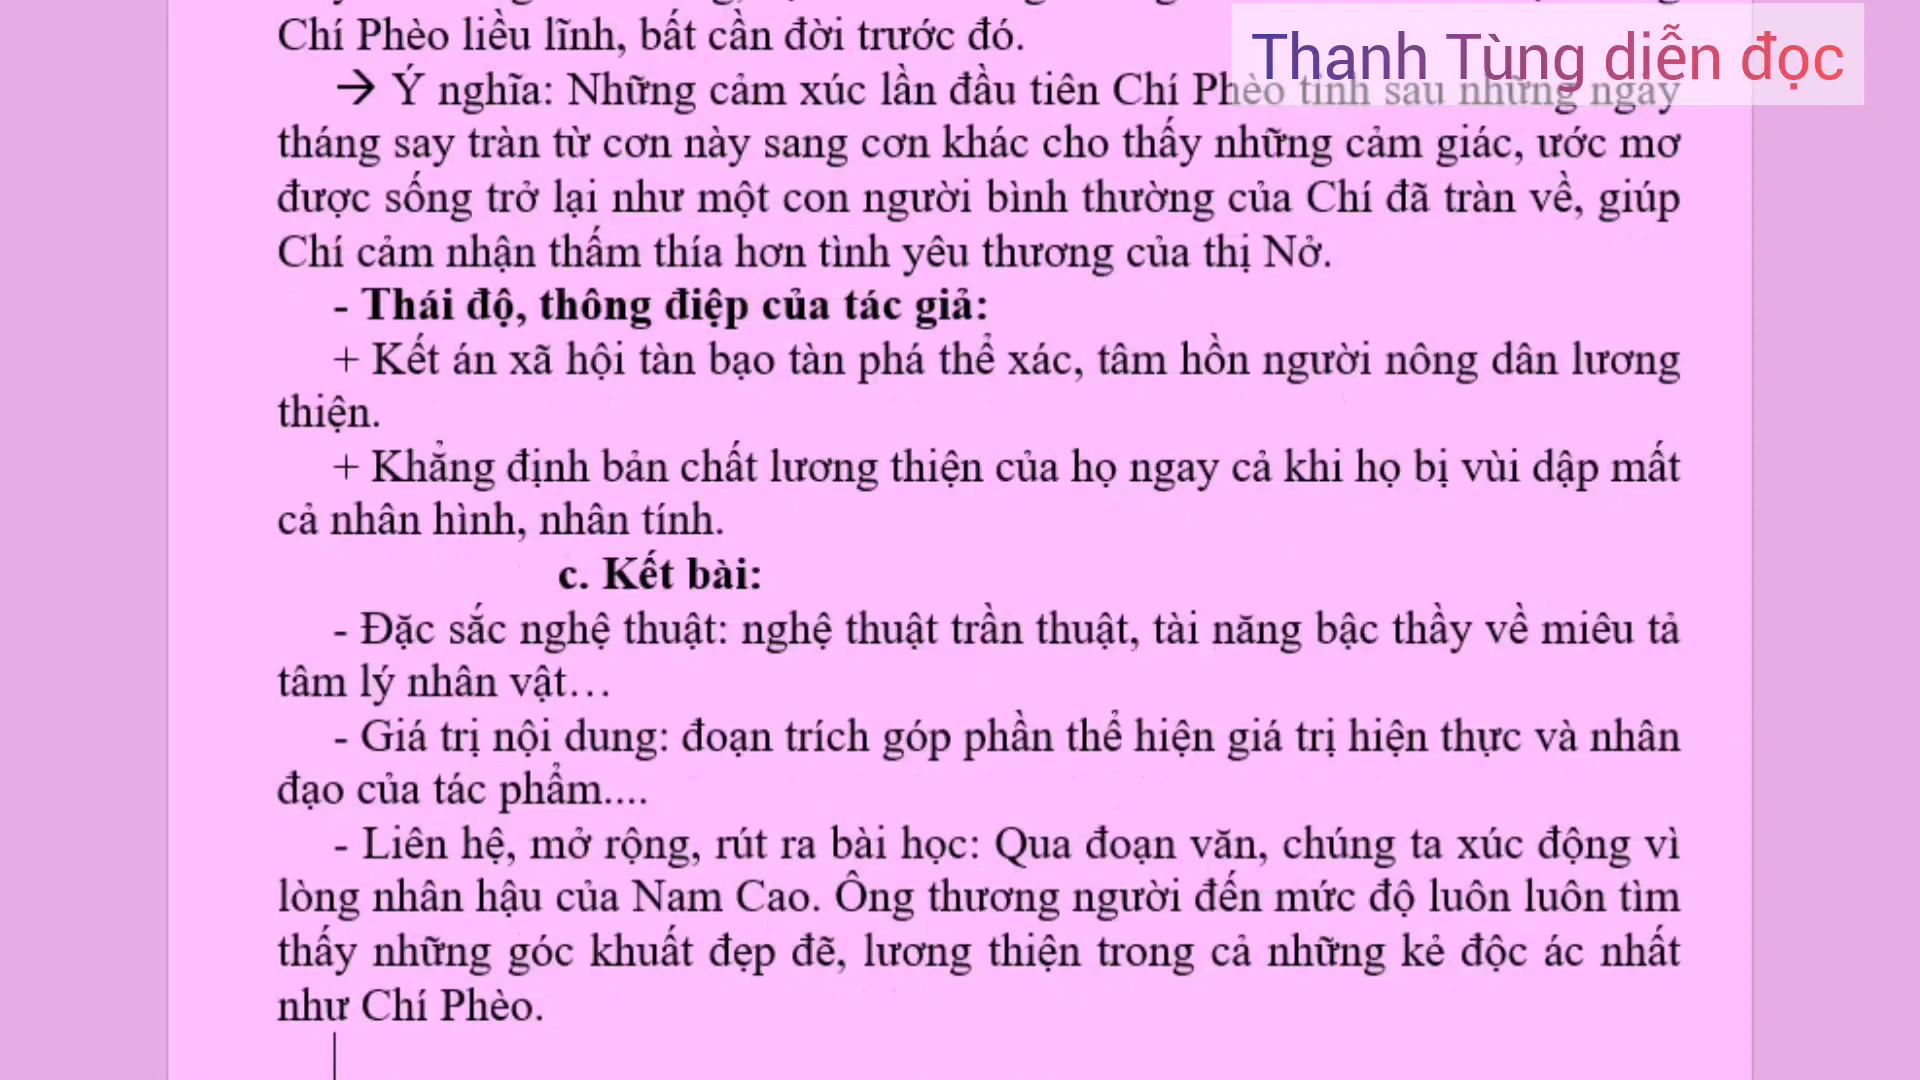 Chí Phèo liều lĩnh, bất cần đời trước đó.
Thanh Tùng diễn đọc
→ Ý nghĩa: Những cảm xúc lần đầu tiên Chí Phèo tỉnh sau những ngày
tháng say tràn từ cơn này sang cơn khác cho thấy những cảm giác, ước mơ
được sống trở lại như một con người bình thường của Chí đã tràn về, giúp
Chí cảm nhận thấm thía hơn tình yêu thương của thị Nở.
- Thái độ, thông điệp của tác giả:
+ Kết án xã hội tàn bạo tàn phá thể xác, tâm hồn người nông dân lương
thiện.
+ Khẳng định bản chất lương thiện của họ ngay cả khi họ bị vùi dập mất
cả nhân hình, nhân tính.
c. Kết bài:
- Đặc sắc nghệ thuật: nghệ thuật trần thuật, tài năng bậc thầy về miêu tả
tâm lý nhân vật…
- Giá trị nội dung: đoạn trích góp phần thể hiện giá trị hiện thực và nhân
đạo của tác phẩm....
- Liên hệ, mở rộng, rút ra bài học: Qua đoạn văn, chúng ta xúc động vì
lòng nhân hậu của Nam Cao. Ông thương người đến mức độ luôn luôn tìm
thấy những góc khuất đẹp đẽ, lương thiện trong cả những kẻ độc ác nhất
như Chí Phèo.